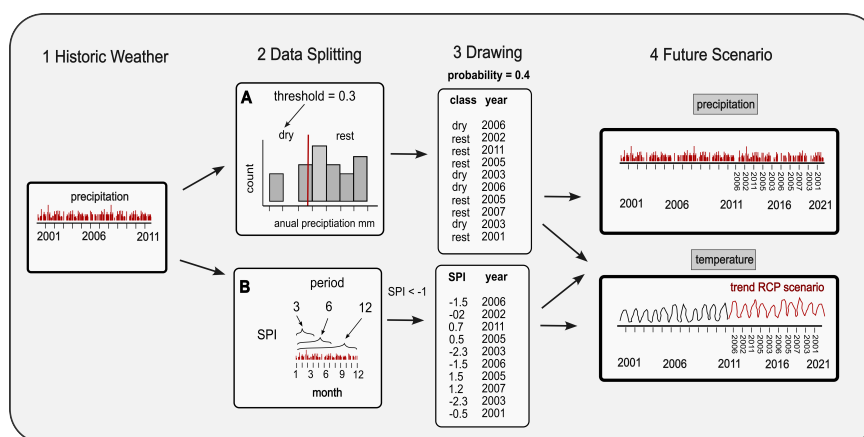 1 Historic Weather
2 Data Splitting
3 Drawing
4 Future Scenario
probability = 0.4
precipitation
2001 2006 2011
A
threshold = 0.3
dry rest
count
anual precipitation mm
B
period
3 6 12
SPI
1 3 6 9 12
month
SPI < -1
class year
dry 2006
rest 2002
rest 2011
rest 2005
dry 2003
dry 2006
rest 2005
rest 2007
dry 2003
rest 2001
SPI year
-1.5 2006
-02 2002
0.7 2011
0.5 2005
-2.3 2003
-1.5 2006
1.5 2005
1.2 2007
-2.3 2003
-0.5 2001
precipitation
2006 2002 2011 2005 2003 2006 2005 2007 2003 2001
2001 2006 2011 2016 2021
temperature
trend RCP scenario
2006 2002 2011 2005 2003 2006 2005 2007 2003 2001
2001 2006 2011 2016 2021